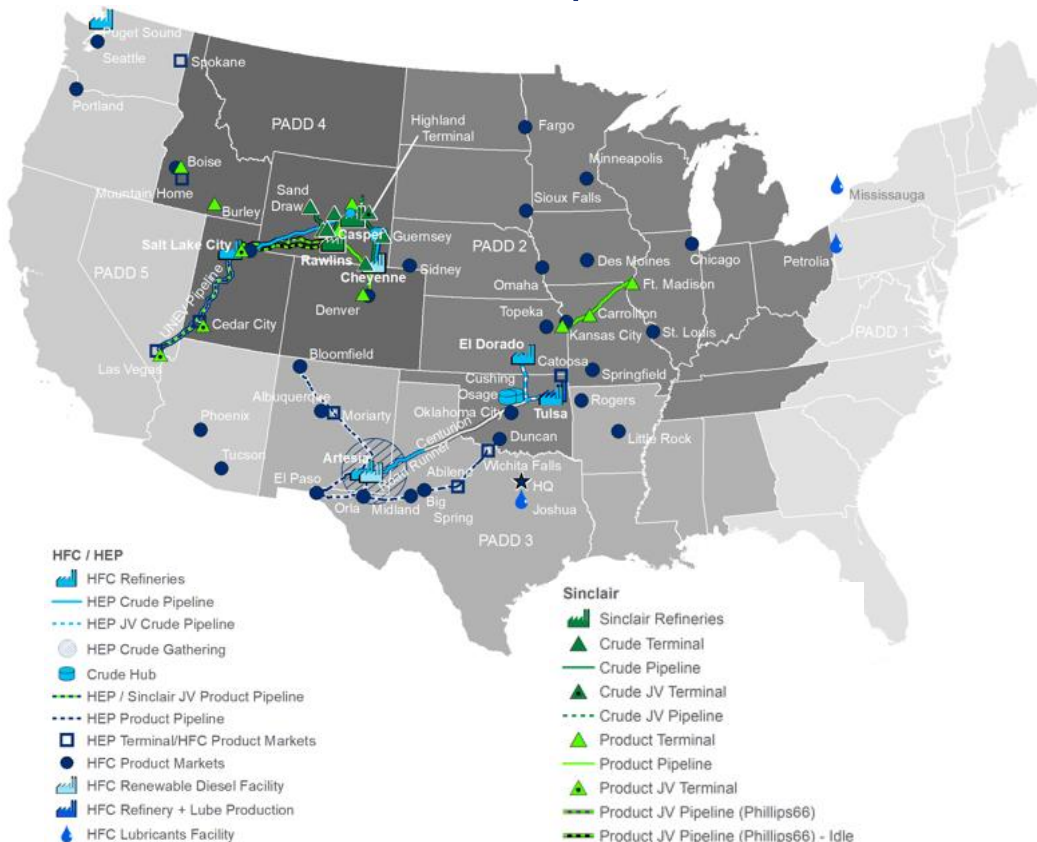 Puget Sound
Seattle
Spokane
Portland
PADD 4
Highland
Terminal
Fargo
Minneapolis
Boise
Mountain Home
Sand
Draw
Burley
Sioux Falls
Mississauga
Salt Lake City
Casper
Guernsey
PADD 2
Rawlins
Cheyenne
Sidney
Des Moines
Chicago
Petrolia
PADD 5
Omaha
Ft. Madison
UNEV Pipeline
Denver
Topeka
Carrollton
PADD 1
Cedar City
Kansas City
St. Louis
Las Vegas
Bloomfield
El Dorado
Catoosa
Cushing
Springfield
Albuquerque
Moriarty
Osage
Oklahoma City
Tulsa
Rogers
Phoenix
Centurion
Duncan
Little Rock
Tucson
Artesia
Road Runner
Abilene
Wichita Falls
El Paso
HQ
Orla
Midland
Big
Spring
Joshua
PADD 3
HFC / HEP
HFC Refineries
HEP Crude Pipeline
HEP JV Crude Pipeline
HEP Crude Gathering
Crude Hub
HEP / Sinclair JV Product Pipeline
HEP Product Pipeline
HEP Terminal/HFC Product Markets
HFC Product Markets
HFC Renewable Diesel Facility
HFC Refinery + Lube Production
HFC Lubricants Facility
Sinclair
Sinclair Refineries
Crude Terminal
Crude Pipeline
Crude JV Terminal
Crude JV Pipeline
Product Terminal
Product Pipeline
Product JV Terminal
Product JV Pipeline (Phillips66)
Product JV Pipeline (Phillips66) - Idle